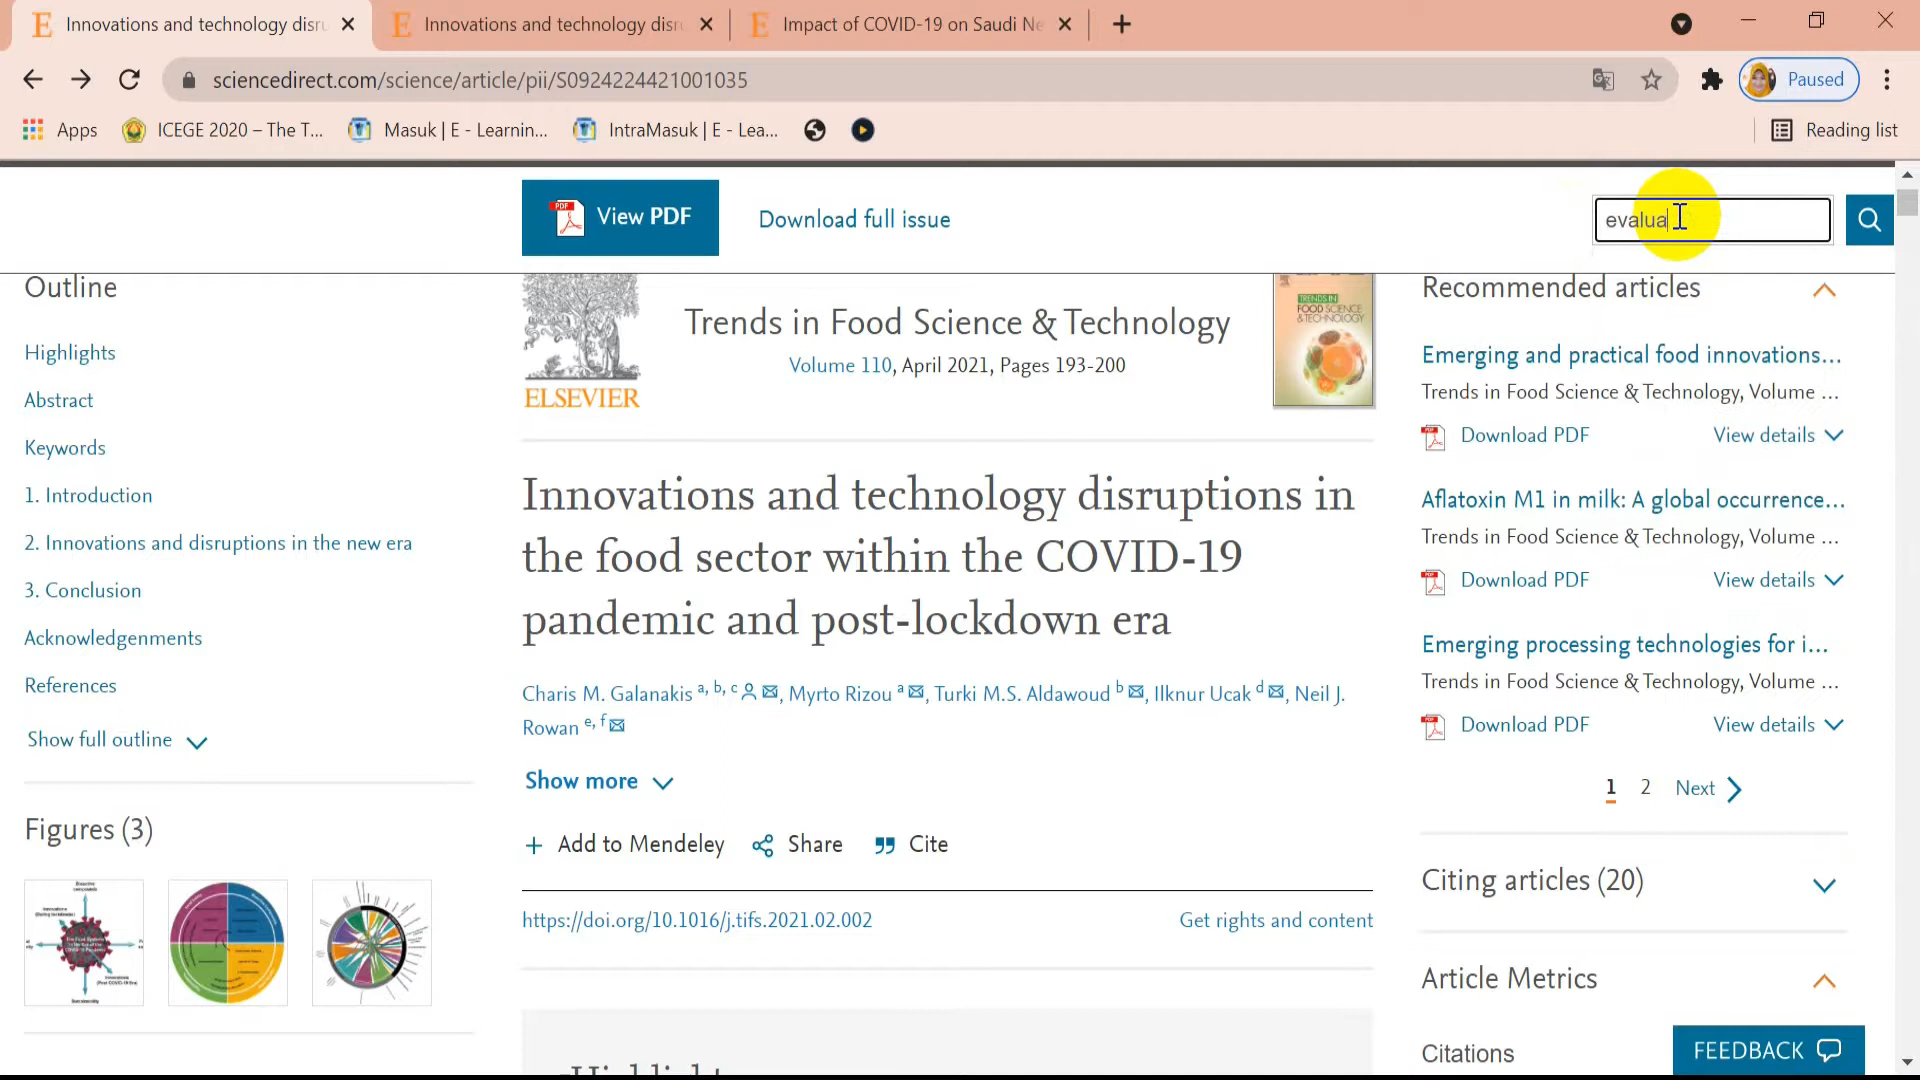 Innovations and technology disru
Innovations and technology disru
Impact of COVID-19 on Saudi Ne
sciencedirect.com/science/article/pii/S0924224421001035
Paused
Apps
ICEGE 2020 – The T...
Masuk | E - Learnin...
IntraMasuk | E - Lea...
Reading list
View PDF
Download full issue
evalua
Outline
Highlights
Abstract
Keywords
1. Introduction
2. Innovations and disruptions in the new era
3. Conclusion
Acknowledgenments
References
Show full outline
Figures (3)
ELSEVIER
Trends in Food Science & Technology
Volume 110, April 2021, Pages 193-200
TRENDS IN
FOOD SCIENCE
& TECHNOLOGY
Innovations and technology disruptions in
the food sector within the COVID-19
pandemic and post-lockdown era
Charis M. Galanakis a, b, c, Myrto Rizou a, Turki M.S. Aldawoud b, Ilknur Ucak d, Neil J.
Rowan e, f
Show more
Add to Mendeley
Share
Cite
https://doi.org/10.1016/j.tifs.2021.02.002
Get rights and content
Recommended articles
Emerging and practical food innovations...
Trends in Food Science & Technology, Volume ...
Download PDF
View details
Aflatoxin M1 in milk: A global occurrence...
Trends in Food Science & Technology, Volume ...
Download PDF
View details
Emerging processing technologies for i...
Trends in Food Science & Technology, Volume ...
Download PDF
View details
1 2 Next
Citing articles (20)
Article Metrics
Citations
FEEDBACK